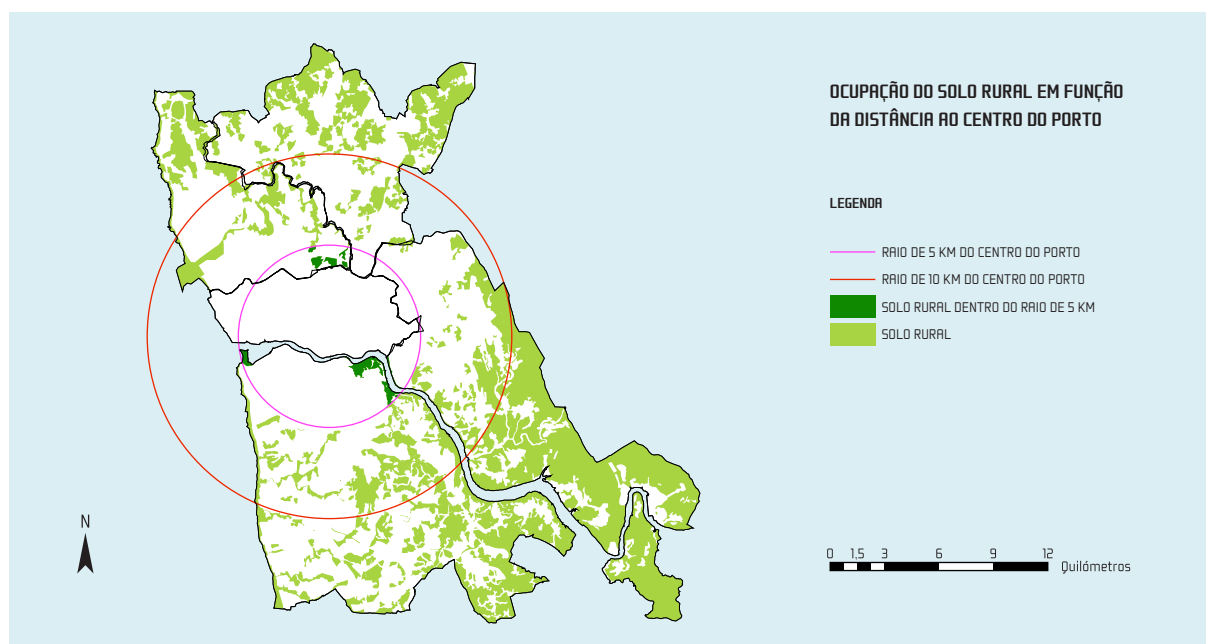 OCUPAÇÃO DO SOLO RURAL EM FUNÇÃO
DA DISTÂNCIA AO CENTRO DO PORTO
LEGENDA
RAIO DE 5 KM DO CENTRO DO PORTO
RAIO DE 10 KM DO CENTRO DO PORTO
SOLO RURAL DENTRO DO RAIO DE 5 KM
SOLO RURAL
N
0 1,5 3 6 9 12
Quilómetros